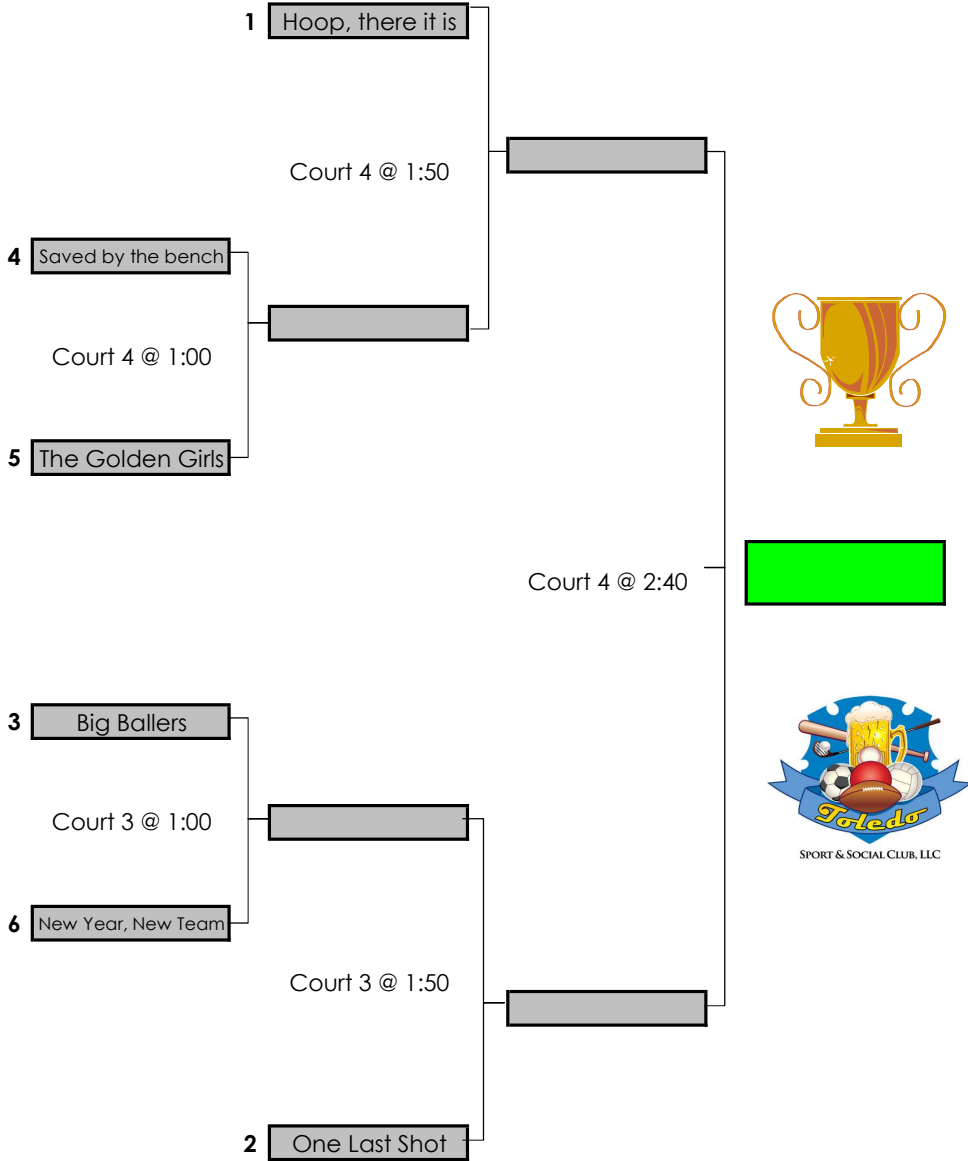 1 Hoop, there it is
Court 4 @ 1:50
4 Saved by the bench
Court 4 @ 1:00
5 The Golden Girls
Court 4 @ 2:40
3 Big Ballers
Court 3 @ 1:00
6 New Year, New Team
Court 3 @ 1:50
2 One Last Shot
Toledo
SPORT & SOCIAL CLUB, LLC